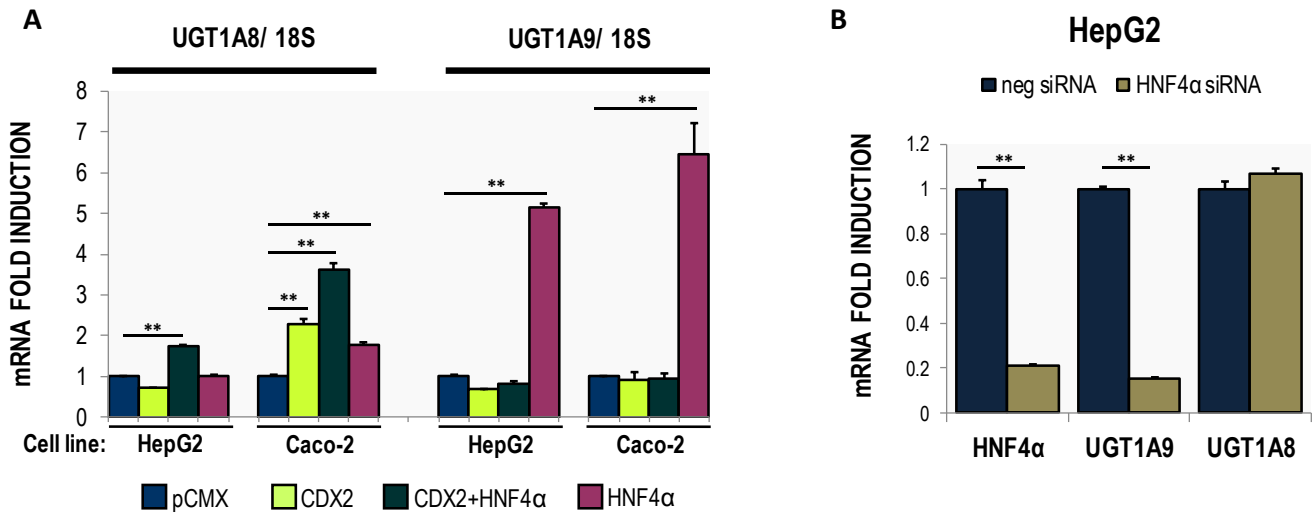 A
UGT1A8/ 18S
UGT1A9/ 18S
mRNA FOLD INDUCTION
8
7
6
5
4
3
2
1
0
**
**
**
**
**
**
Cell line:
HepG2
Caco-2
HepG2
Caco-2
pCMX
CDX2
CDX2+HNF4α
HNF4α
B
HepG2
neg siRNA
HNF4α siRNA
mRNA FOLD INDUCTION
1.2
1
0.8
0.6
0.4
0.2
0
**
**
HNF4α
UGT1A9
UGT1A8